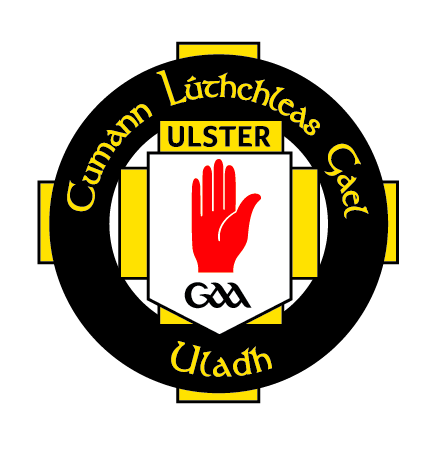 Cumann Lúthchleas Gael
ULSTER
GAA
Uladh